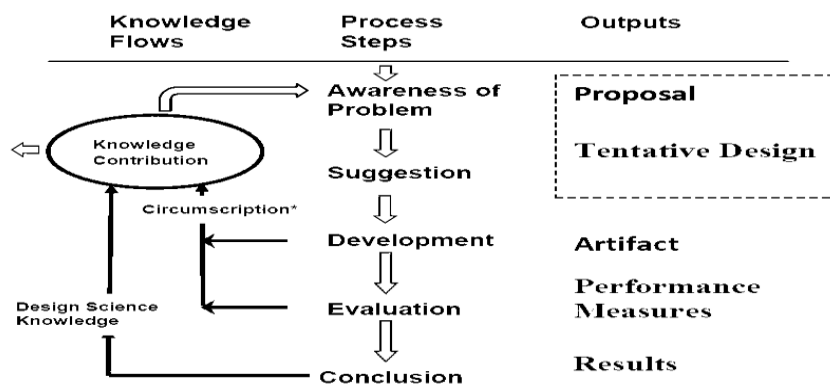 Knowledge Process Outputs
Flows Steps
Awareness of
Problem
Proposal
Knowledge
Contribution
Tentative Design
Suggestion
Circumscription*
Development
Artifact
Design Science
Knowledge
Evaluation
Performance
Measures
Conclusion
Results